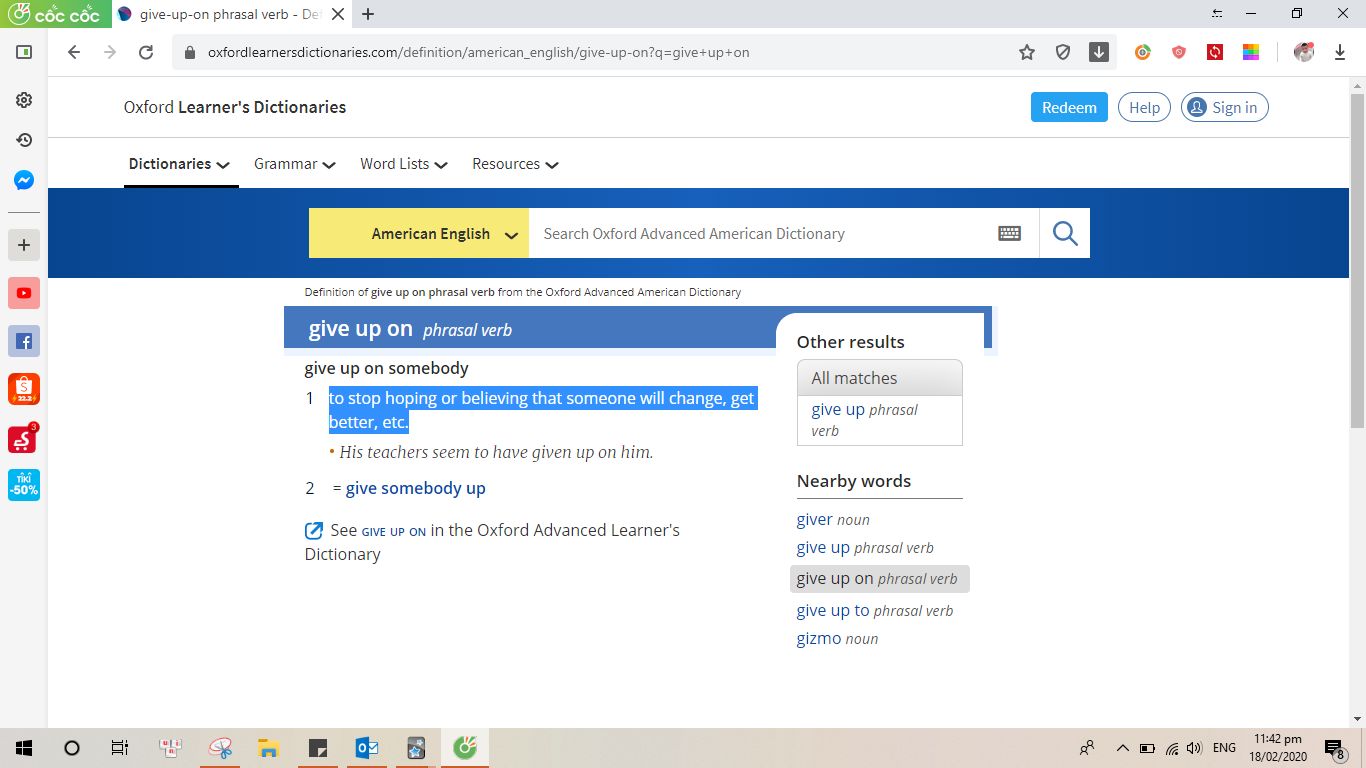 cốc cốc
give-up-on phrasal verb - De
oxfordlearnersdictionaries.com/definition/american_english/give-up-on?q=give+up+on
Oxford Learner's Dictionaries
Redeem
Help
Sign in
Dictionaries
Grammar
Word Lists
Resources
American English
Search Oxford Advanced American Dictionary
Definition of give up on phrasal verb from the Oxford Advanced American Dictionary
give up on phrasal verb
give up on somebody
1 to stop hoping or believing that someone will change, get
better, etc.
• His teachers seem to have given up on him.
2 = give somebody up
See GIVE UP ON in the Oxford Advanced Learner's
Dictionary
Other results
All matches
give up phrasal
verb
Nearby words
giver noun
give up phrasal verb
give up on phrasal verb
give up to phrasal verb
gizmo noun
3
TIKI
-50%
ENG
11:42 pm
18/02/2020
8